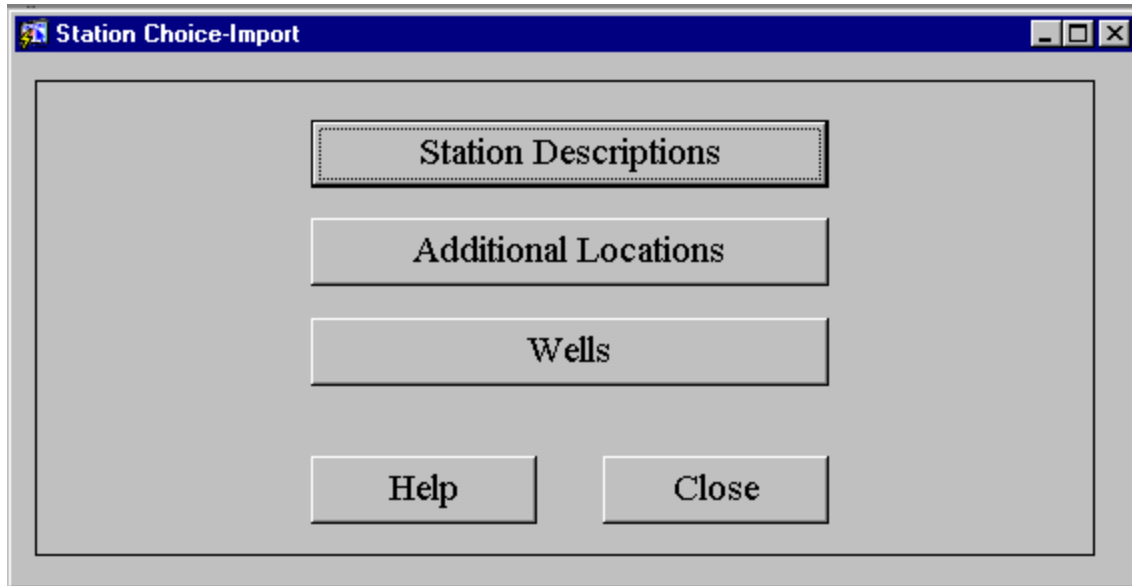 Station Choice-Import
Station Descriptions
Additional Locations
Wells
Help Close